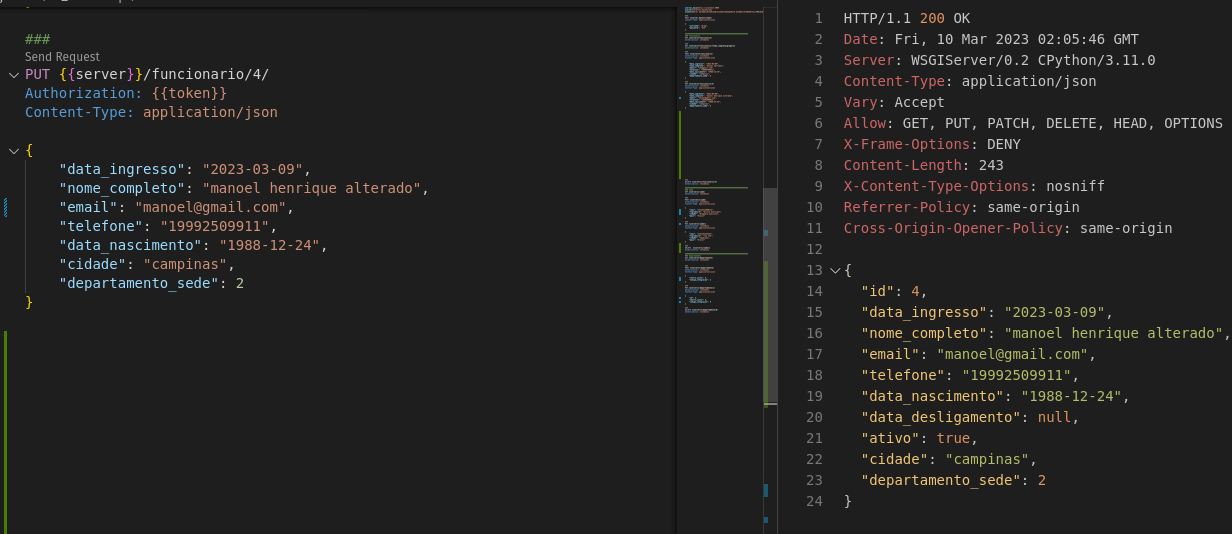 ###
Send Request
PUT {{server}}/funcionario/4/
Authorization: {{token}}
Content-Type: application/json
{
"data_ingresso": "2023-03-09",
"nome_completo": "manoel henrique alterado",
"email": "manoel@gmail.com",
"telefone": "19992509911",
"data_nascimento": "1988-12-24",
"cidade": "campinas",
"departamento_sede": 2
}
1 HTTP/1.1 200 OK
2 Date: Fri, 10 Mar 2023 02:05:46 GMT
3 Server: WSGIServer/0.2 CPython/3.11.0
4 Content-Type: application/json
5 Vary: Accept
6 Allow: GET, PUT, PATCH, DELETE, HEAD, OPTIONS
7 X-Frame-Options: DENY
8 Content-Length: 243
9 X-Content-Type-Options: nosniff
10 Referrer-Policy: same-origin
11 Cross-Origin-Opener-Policy: same-origin
12
13 {
14 "id": 4,
15 "data_ingresso": "2023-03-09",
16 "nome_completo": "manoel henrique alterado",
17 "email": "manoel@gmail.com",
18 "telefone": "19992509911",
19 "data_nascimento": "1988-12-24",
20 "data_desligamento": null,
21 "ativo": true,
22 "cidade": "campinas",
23 "departamento_sede": 2
24 }